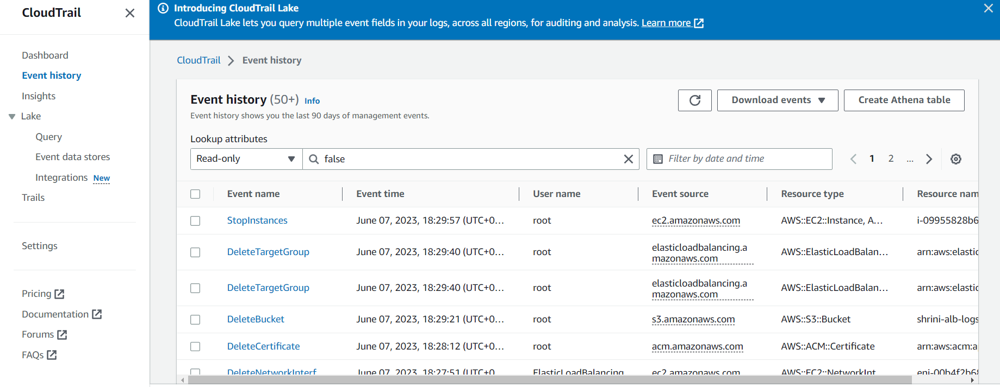 CloudTrail
Dashboard
Event history
Insights
Lake
Query
Event data stores
Integrations New
Trails
Settings
Pricing
Documentation
Forums
FAQs
Introducing CloudTrail Lake
CloudTrail Lake lets you query multiple event fields in your logs, across all regions, for auditing and analysis. Learn more
CloudTrail > Event history
Event history (50+) Info
Event history shows you the last 90 days of management events.
Download events
Create Athena table
Lookup attributes
Read-only
false
Filter by date and time
1 2 ...
Event name Event time User name Event source Resource type Resource nam
StopInstances June 07, 2023, 18:29:57 (UTC+0… root ec2.amazonaws.com AWS::EC2::Instance, A… i-09955828b6
DeleteTargetGroup June 07, 2023, 18:29:40 (UTC+0… root elasticloadbalancing.a AWS::ElasticLoadBalan… arn:aws:elastic
mazonaws.com
DeleteTargetGroup June 07, 2023, 18:29:40 (UTC+0… root elasticloadbalancing.a AWS::ElasticLoadBalan… arn:aws:elastic
mazonaws.com
DeleteBucket June 07, 2023, 18:29:21 (UTC+0… root s3.amazonaws.com AWS::S3::Bucket shrini-alb-logs
DeleteCertificate June 07, 2023, 18:28:12 (UTC+0… root acm.amazonaws.com AWS::ACM::Certificate arn:aws:acm:a
DeleteNetworkInterf June 07, 2023, 18:27:51 (UTC+0 ElasticLoadBalancing ec2.amazonaws.com AWS::EC2::NetworkInt eni-00b4f2b68